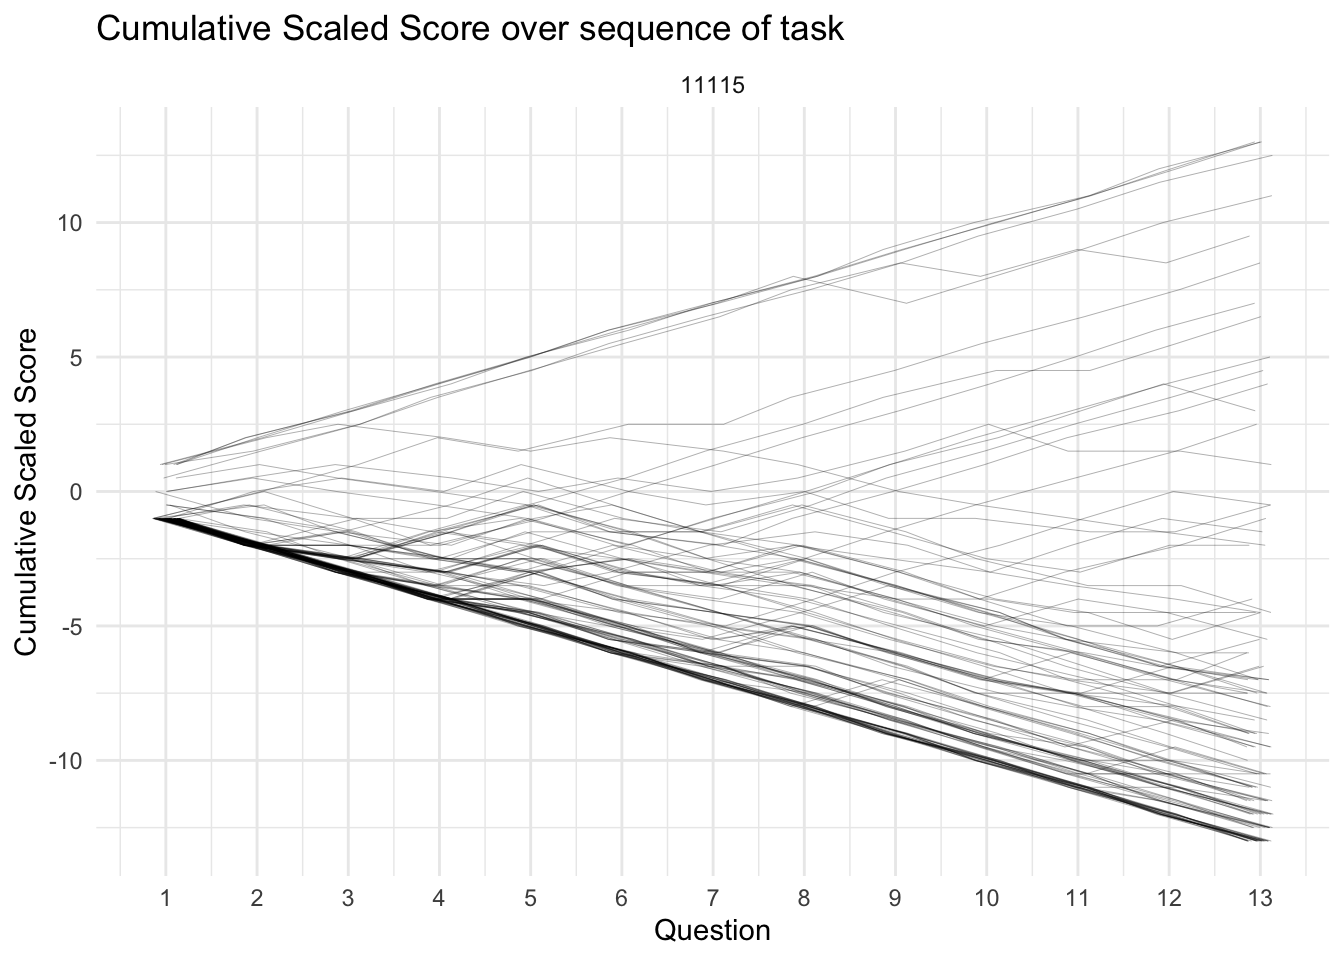 Cumulative Scaled Score over sequence of task
11115
Cumulative Scaled Score
10
5
0
-5
-10
1 2 3 4 5 6 7 8 9 10 11 12 13
Question